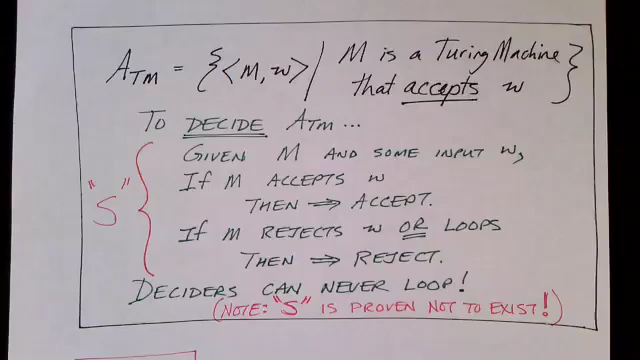 A_TM = {<M, w> | M is a Turing Machine
that accepts w}
To DECIDE A_TM ...
GIVEN M AND SOME INPUT w,
IF M ACCEPTS w
THEN ⇒ ACCEPT.
"S"
IF M REJECTS w OR LOOPS
THEN ⇒ REJECT.
DECIDERS CAN NEVER LOOP!
(NOTE: "S" IS PROVEN NOT TO EXIST!)